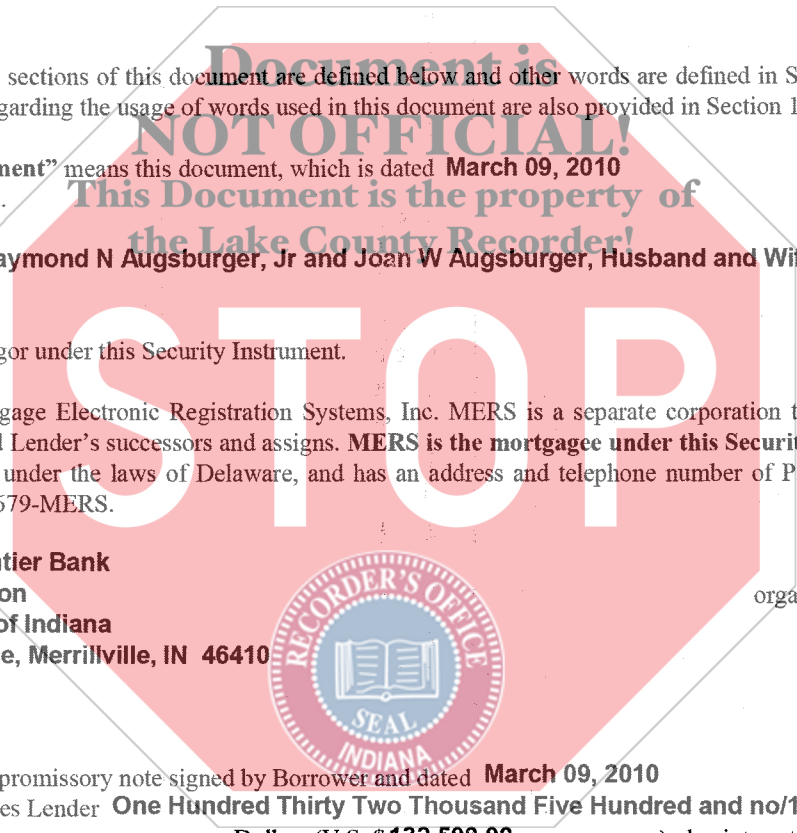 Document is
sections of this document are defined below and other words are defined in S
garding the usage of words used in this document are also provided in Section 1
NOT OFFICIAL!
ment” means this document, which is dated March 09, 2010
This Document is the property of
.
the Lake County Recorder!
aymond N Augsburger, Jr and Joan W Augsburger, Husband and Wif
STOP
gor under this Security Instrument.
gage Electronic Registration Systems, Inc. MERS is a separate corporation t
l Lender’s successors and assigns. MERS is the mortgagee under this Securit
under the laws of Delaware, and has an address and telephone number of P
679-MERS.
tier Bank
on orga
of Indiana
e, Merrillville, IN 46410
RECORDER'S OFFICE
SEAL
INDIANA
promissory note signed by Borrower and dated March 09, 2010
es Lender One Hundred Thirty Two Thousand Five Hundred and no/1
Dollars (U.S. $132,500.00